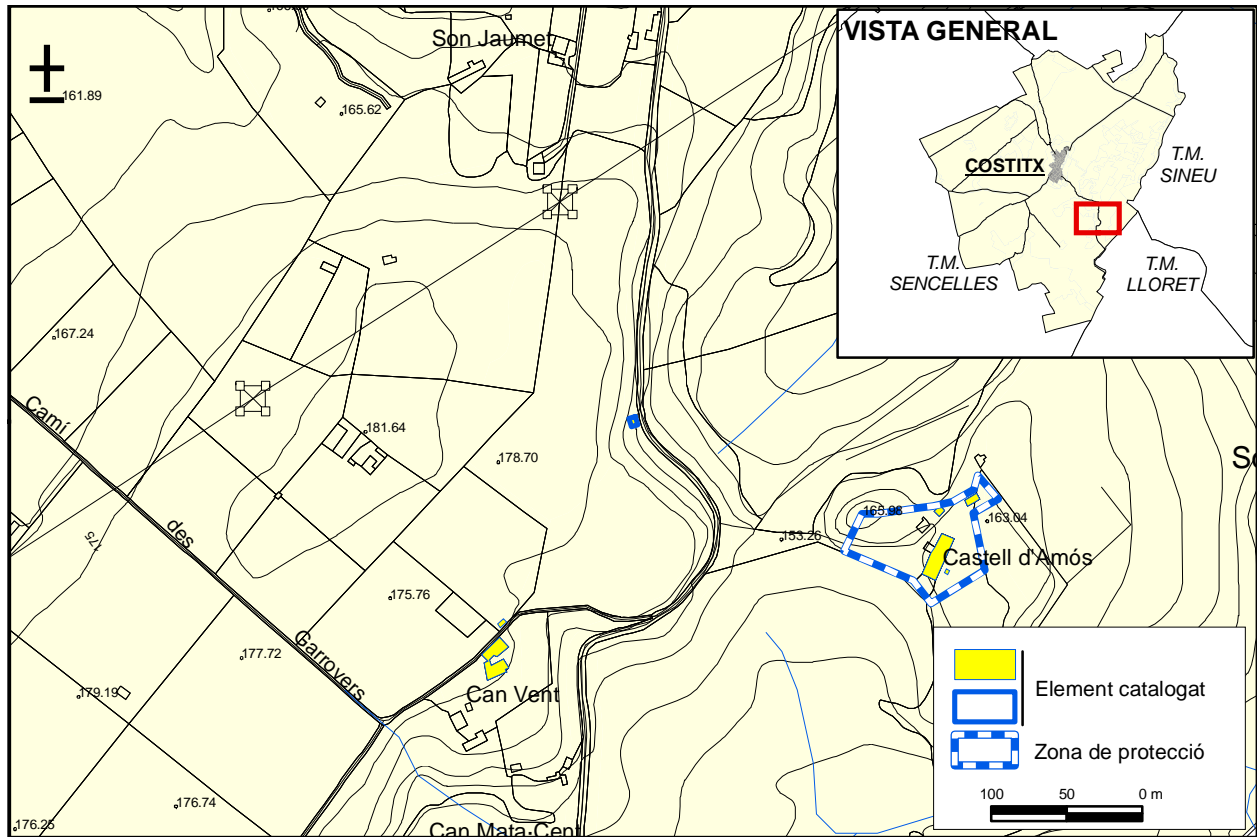 VISTA GENERAL
COSTITX
T.M.
SINEU
T.M.
SENCELLES
T.M.
LLORET
Son Jaumet
161.89
165.62
167.24
Camí
des
Garrovers
181.64
178.70
175
175.76
177.72
179.19
176.74
176.25
Can Vent
Can Mata-Cent
153.26
165.98
163.04
Castell d'Amós
Element catalogat
Zona de protecció
100 50 0 m